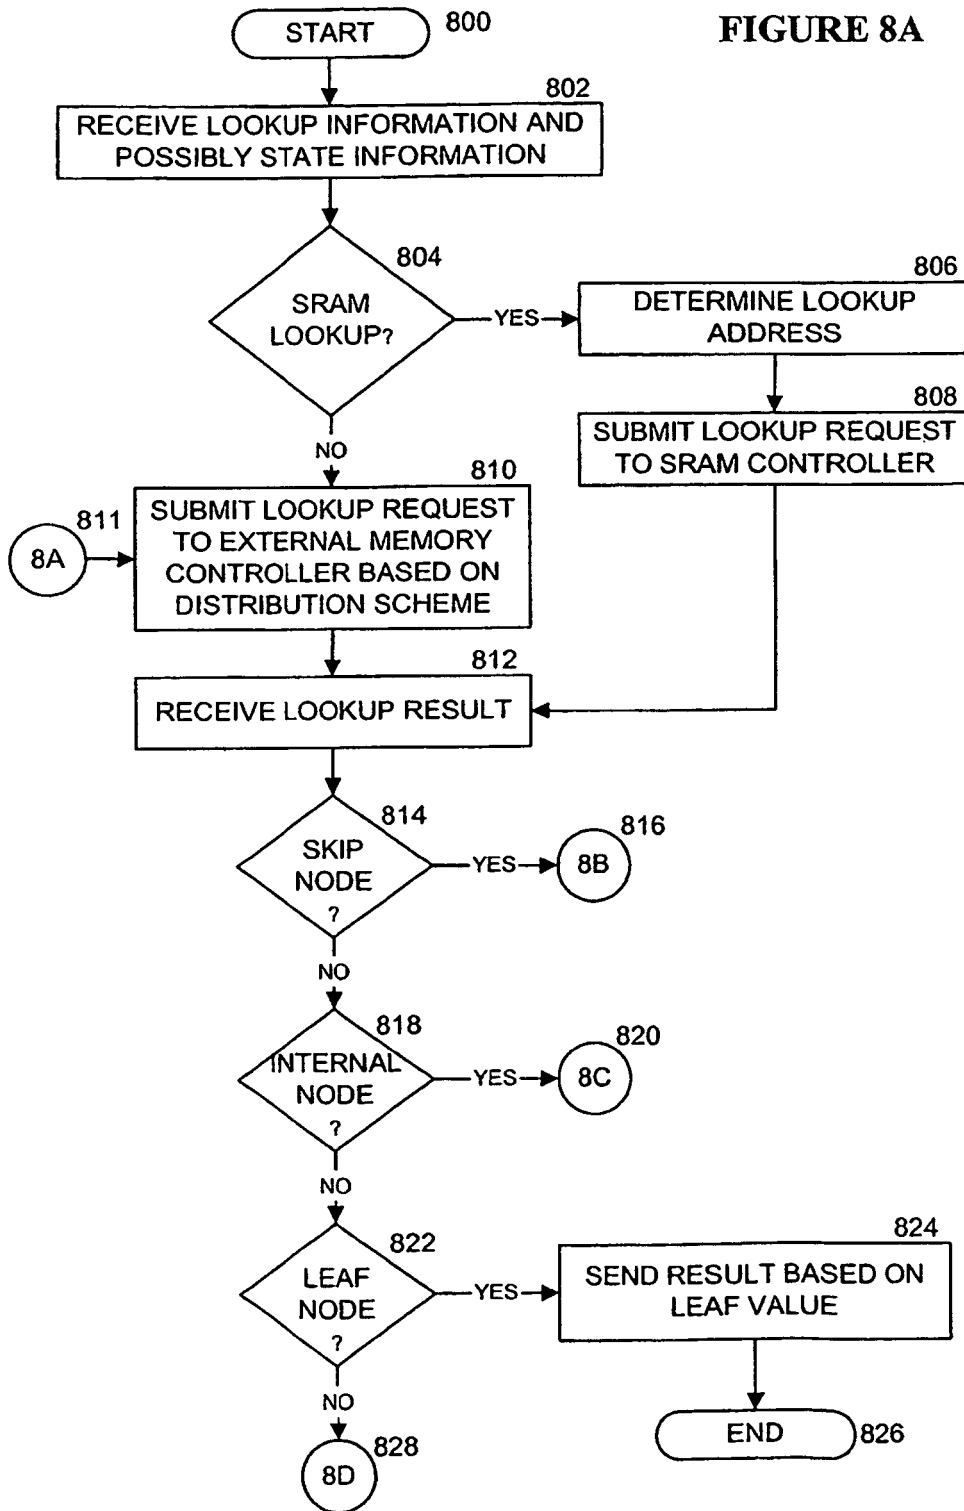 FIGURE 8A
START
800
802
RECEIVE LOOKUP INFORMATION AND
POSSIBLY STATE INFORMATION
804
SRAM
LOOKUP?
YES
806
DETERMINE LOOKUP
ADDRESS
808
SUBMIT LOOKUP REQUEST
TO SRAM CONTROLLER
NO
810
811
8A
SUBMIT LOOKUP REQUEST
TO EXTERNAL MEMORY
CONTROLLER BASED ON
DISTRIBUTION SCHEME
812
RECEIVE LOOKUP RESULT
814
SKIP
NODE
?
YES
816
8B
NO
818
INTERNAL
NODE
?
YES
820
8C
NO
822
LEAF
NODE
?
YES
824
SEND RESULT BASED ON
LEAF VALUE
NO
END
826
828
8D